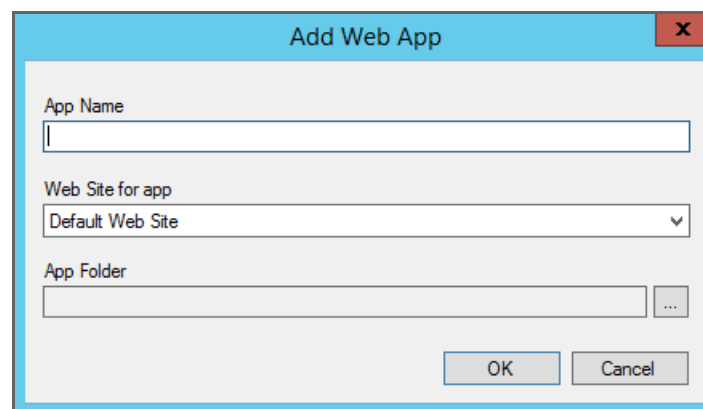 Add Web App
x
App Name
Web Site for app
Default Web Site
App Folder
...
OK
Cancel